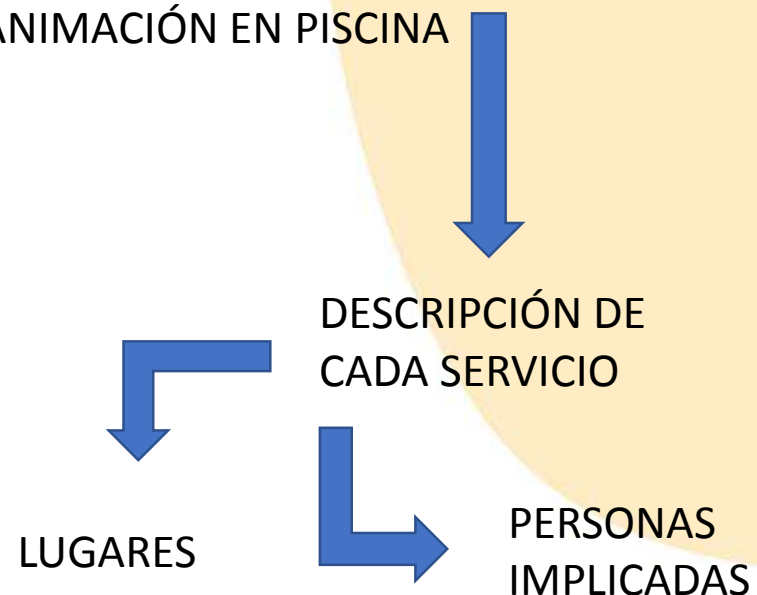 ANIMACIÓN EN PISCINA
DESCRIPCIÓN DE
CADA SERVICIO
LUGARES
PERSONAS
IMPLICADAS